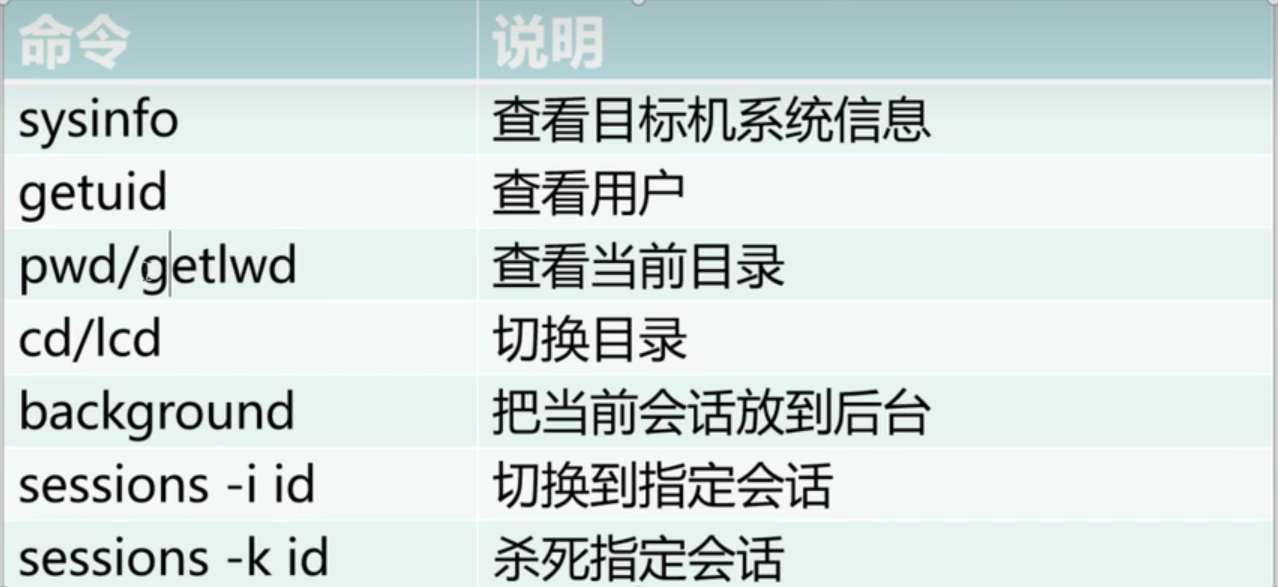 命令 说明
sysinfo 查看目标机系统信息
getuid 查看用户
pwd/getlwd 查看当前目录
cd/lcd 切换目录
background 把当前会话放到后台
sessions -i id 切换到指定会话
sessions -k id 杀死指定会话